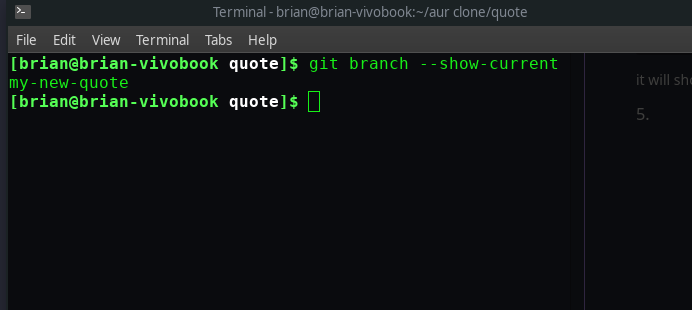 Terminal - brian@brian-vivobook:~/aur clone/quote
File Edit View Terminal Tabs Help
[brian@brian-vivobook quote]$ git branch --show-current
my-new-quote
[brian@brian-vivobook quote]$
it will
5.